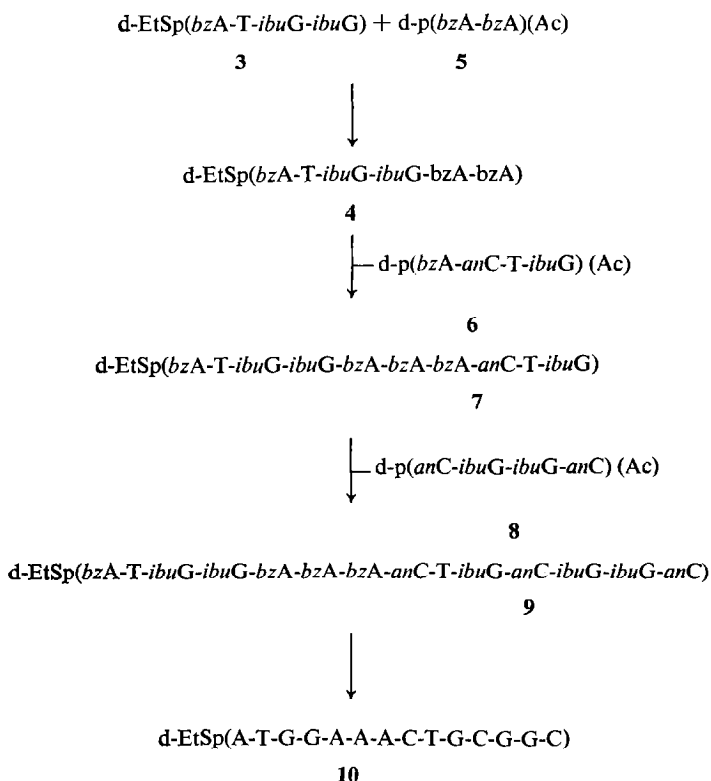 d-EtSp(bzA-T-ibuG-ibuG) + d-p(bzA-bzA)(Ac)
3 5
d-EtSp(bzA-T-ibuG-ibuG-bzA-bzA)
4
d-p(bzA-anC-T-ibuG) (Ac)
6
d-EtSp(bzA-T-ibuG-ibuG-bzA-bzA-bzA-anC-T-ibuG)
7
d-p(anC-ibuG-ibuG-anC) (Ac)
8
d-EtSp(bzA-T-ibuG-ibuG-bzA-bzA-bzA-anC-T-ibuG-anC-ibuG-ibuG-anC)
9
d-EtSp(A-T-G-G-A-A-A-C-T-G-C-G-G-C)
10